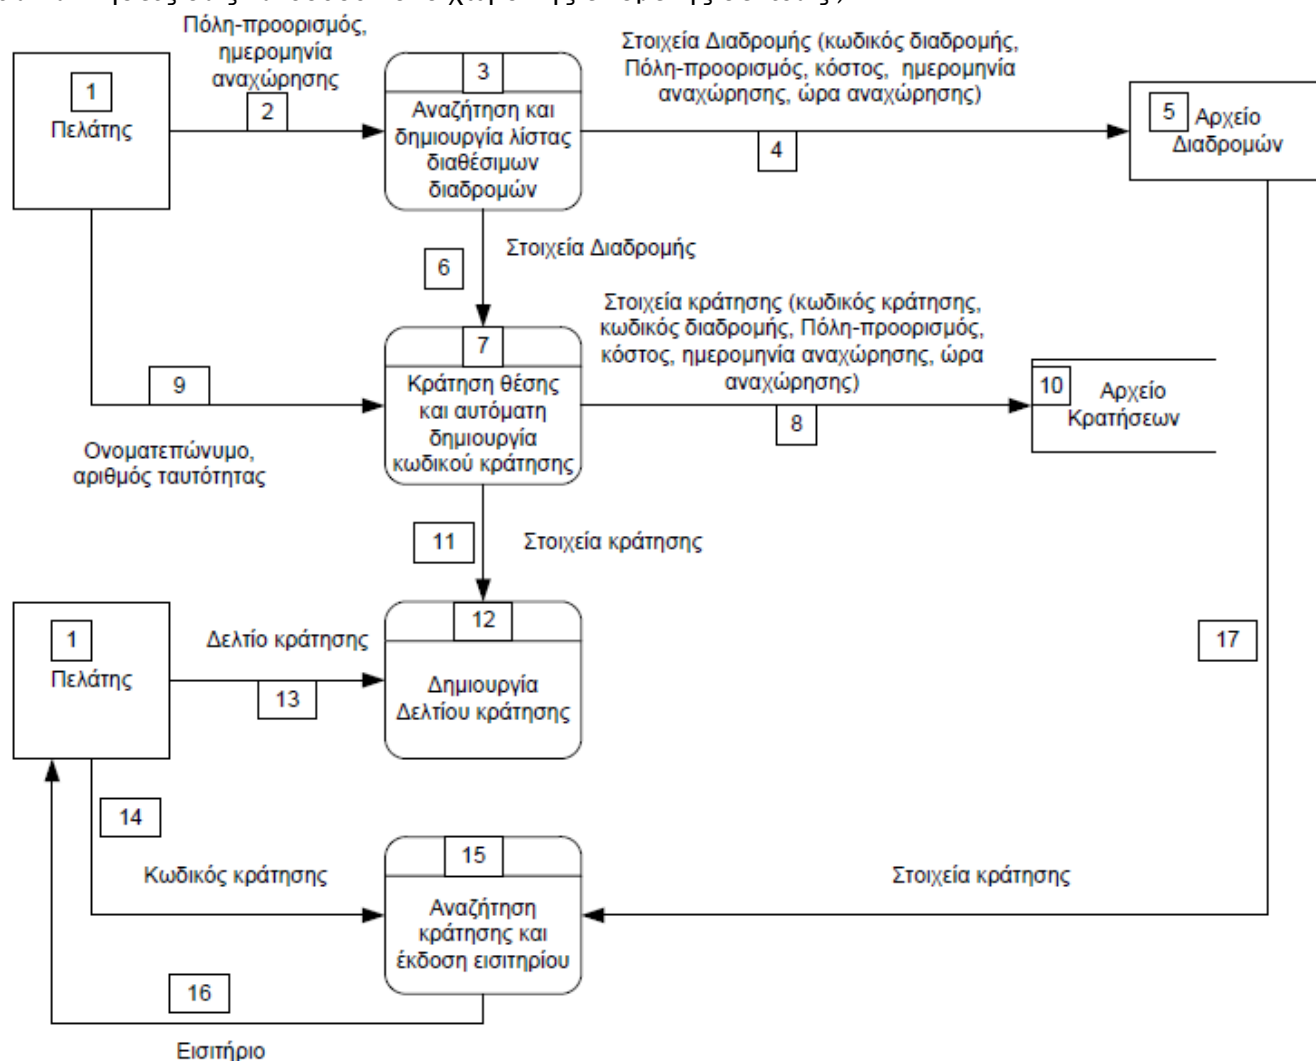 Πόλη-προορισμός,
ημερομηνία
αναχώρησης
2
1
Πελάτης
3
Αναζήτηση και
δημιουργία λίστας
διαθέσιμων
διαδρομών
Στοιχεία Διαδρομής (κωδικός διαδρομής,
Πόλη-προορισμός, κόστος, ημερομηνία
αναχώρησης, ώρα αναχώρησης)
4
5
Αρχείο
Διαδρομών
6
Στοιχεία Διαδρομής
7
Κράτηση θέσης
και αυτόματη
δημιουργία
κωδικού κράτησης
Στοιχεία κράτησης (κωδικός κράτησης,
κωδικός διαδρομής, Πόλη-προορισμός,
κόστος, ημερομηνία αναχώρησης, ώρα
αναχώρησης)
8
9
Ονοματεπώνυμο,
αριθμός ταυτότητας
10
Αρχείο
Κρατήσεων
11
Στοιχεία κράτησης
1
Πελάτης
Δελτίο κράτησης
13
12
Δημιουργία
Δελτίου κράτησης
17
14
Κωδικός κράτησης
15
Αναζήτηση
κράτησης και
έκδοση εισιτηρίου
Στοιχεία κράτησης
16
Εισιτήριο